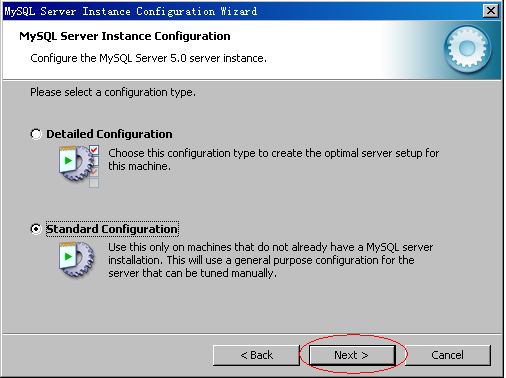 MySQL Server Instance Configuration Wizard
MySQL Server Instance Configuration
Configure the MySQL Server 5.0 server instance.
Please select a configuration type.
Detailed Configuration
Choose this configuration type to create the optimal server setup for
this machine.
Standard Configuration
Use this only on machines that do not already have a MySQL server
installation. This will use a general purpose configuration for the
server that can be tuned manually.
< Back
Next >
Cancel